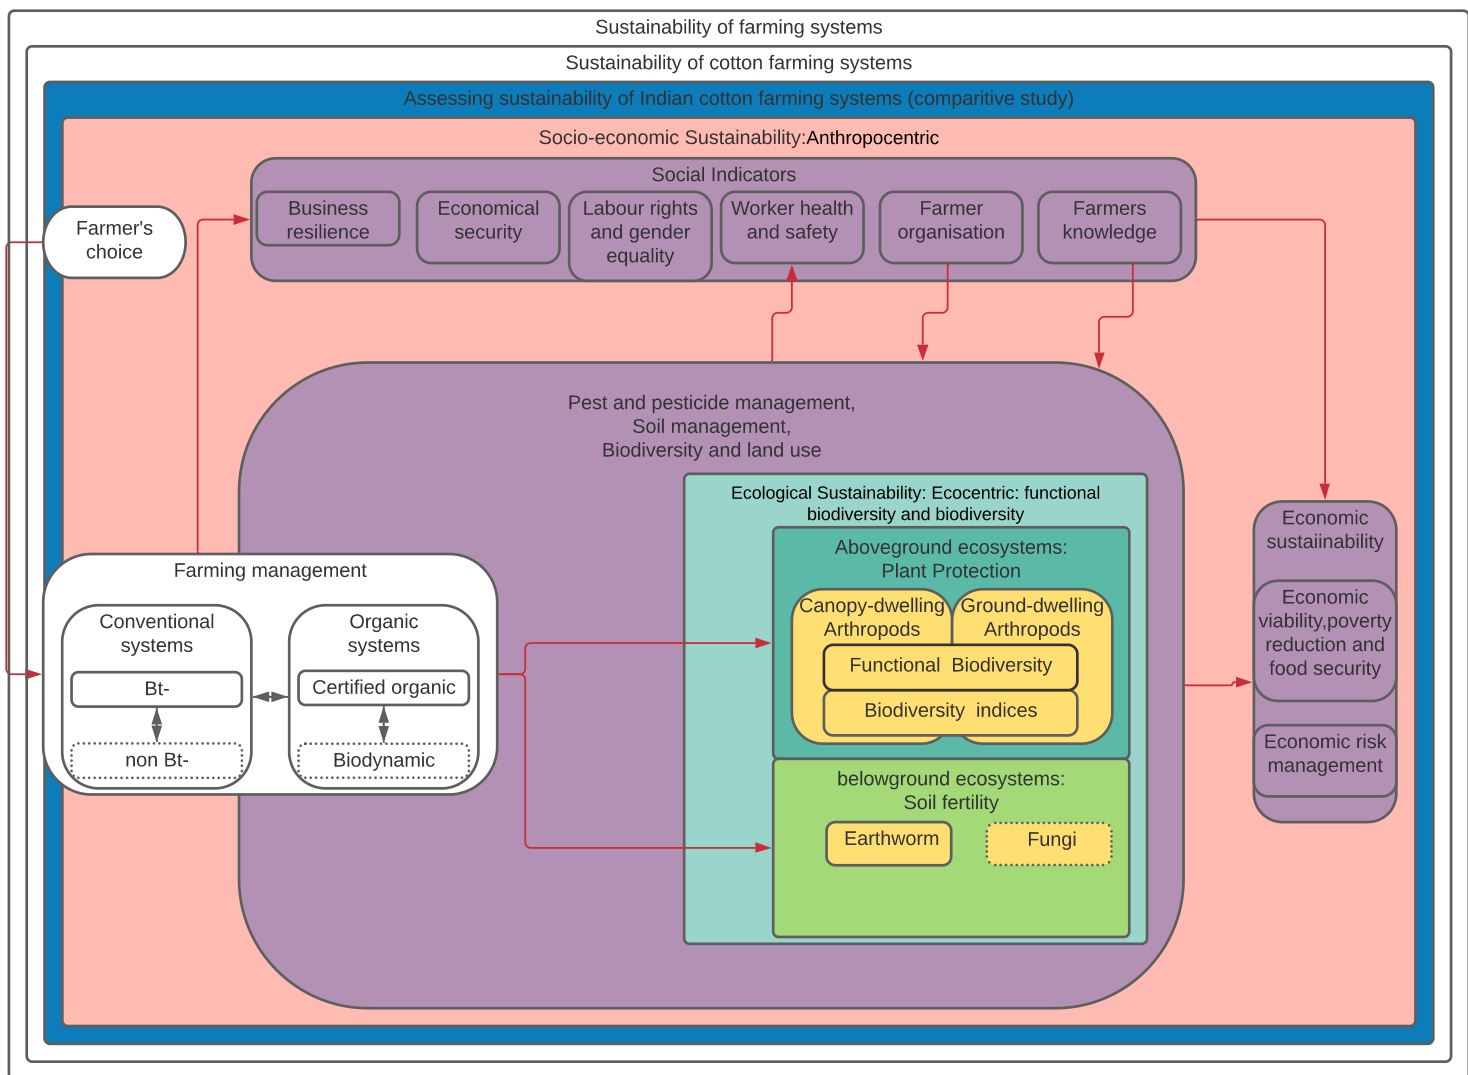 Sustainability of farming systems
Sustainability of cotton farming systems
Assessing sustainability of Indian cotton farming systems (comparitive study)
Socio-economic Sustainability:Anthropocentric
Social Indicators
Business
resilience
Economical
security
Labour rights
and gender
equality
Worker health
and safety
Farmer
organisation
Farmers
knowledge
Farmer's
choice
Pest and pesticide management,
Soil management,
Biodiversity and land use
Ecological Sustainability: Ecocentric: functional
biodiversity and biodiversity
Aboveground ecosystems:
Plant Protection
Canopy-dwelling
Arthropods
Ground-dwelling
Arthropods
Functional Biodiversity
Biodiversity indices
belowground ecosystems:
Soil fertility
Earthworm
Fungi
Farming management
Conventional
systems
Bt-
non Bt-
Organic
systems
Certified organic
Biodynamic
Economic
sustaiinability
Economic
viability,poverty
reduction and
food security
Economic risk
management